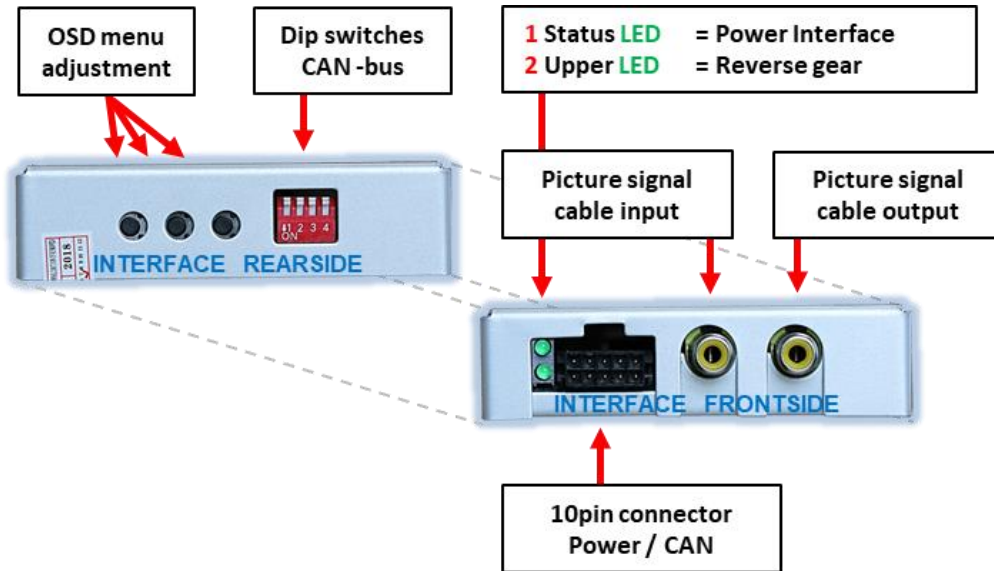 OSD menu
adjustment
Dip switches
CAN -bus
1 Status LED = Power Interface
2 Upper LED = Reverse gear
Picture signal
cable input
Picture signal
cable output
1 2 3 4
ON
2018
INTERFACE REARSIDE
INTERFACE FRONTSIDE
10pin connector
Power / CAN